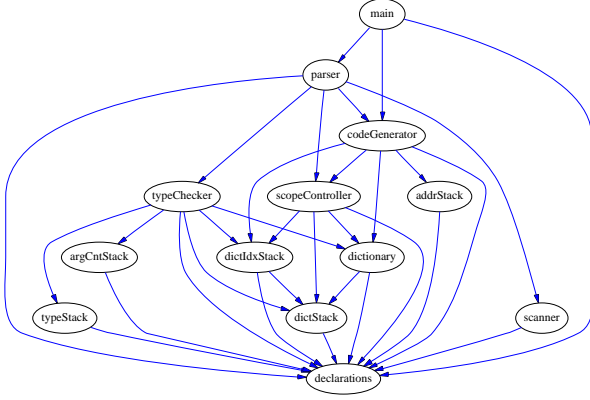 main
parser
codeGenerator
typeChecker
scopeController
addrStack
argCntStack
dictIdxStack
dictionary
typeStack
dictStack
scanner
declarations